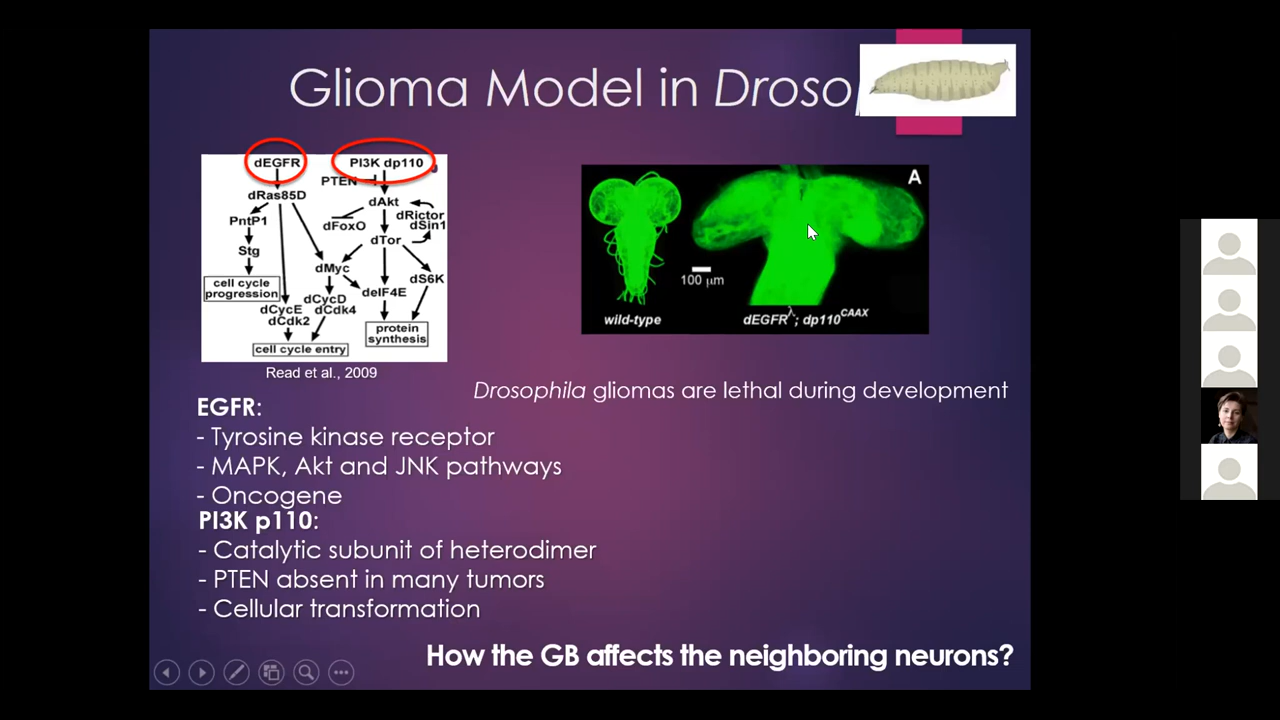 Glioma Model in Droso
dEGFR
PI3K dp110
PTEN
dRas85D
dAkt
PntP1
dFoxO
dRictor
dSin1
Stg
dTor
dMyc
cell cycle
progression
dS6K
deIF4E
dCycD
dCdk4
dCycE
dCdk2
protein
synthesis
cell cycle entry
Read et al., 2009
A
100 µm
wild-type
dEGFRλ; dp110CAAX
Drosophila gliomas are lethal during development
EGFR:
- Tyrosine kinase receptor
- MAPK, Akt and JNK pathways
- Oncogene
PI3K p110:
- Catalytic subunit of heterodimer
- PTEN absent in many tumors
- Cellular transformation
How the GB affects the neighboring neurons?